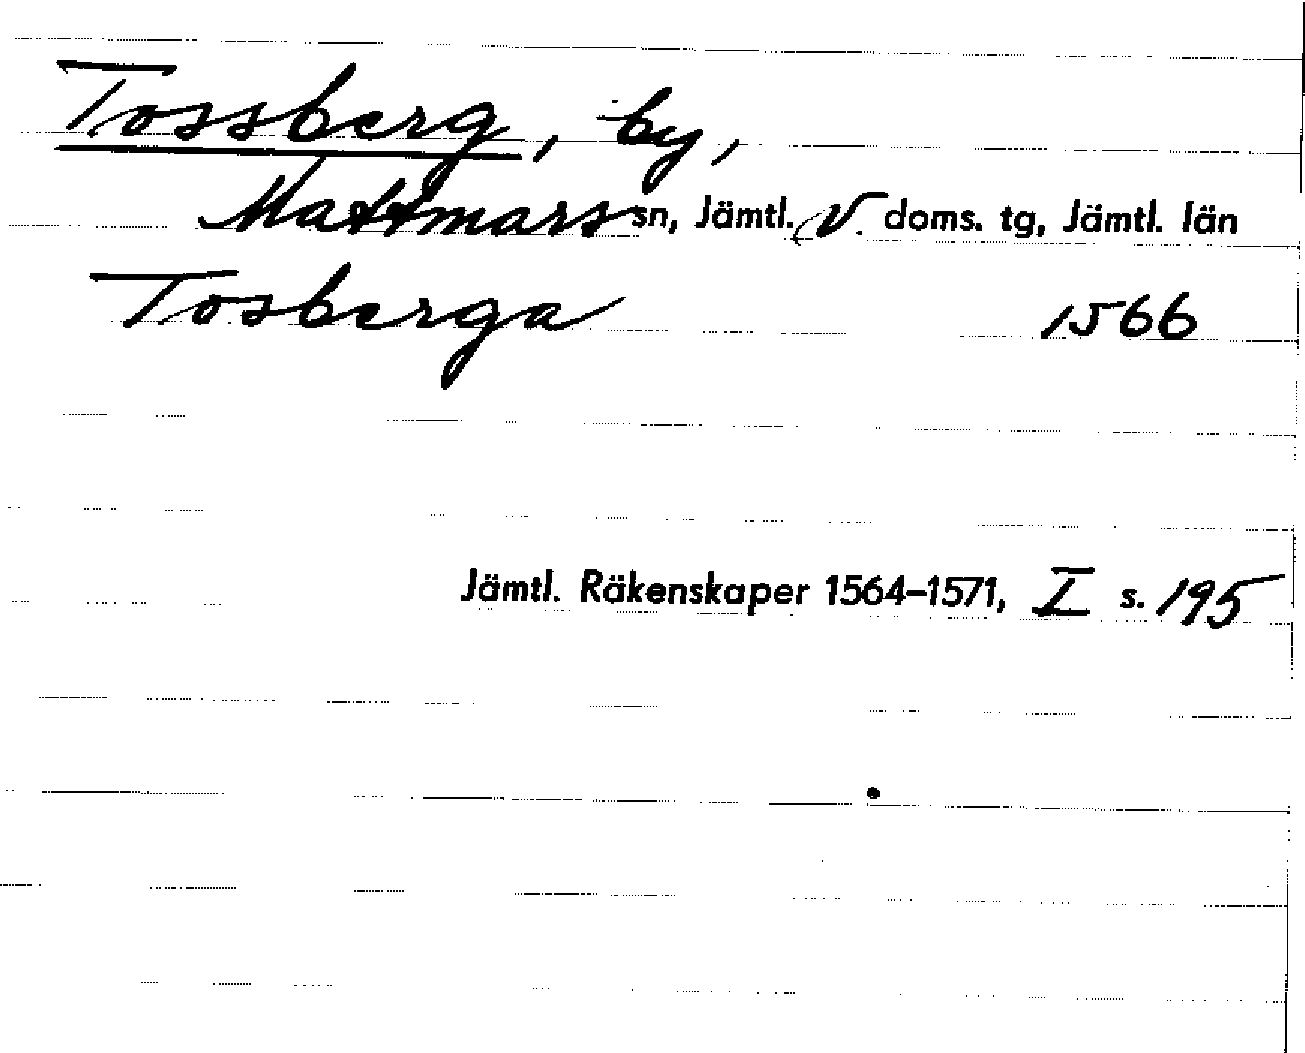 Tossberg, by,
Mattmars sn, Jämtl. V. doms. tg, Jämtl. län
Tosberga 1566
Jämtl. Räkenskaper 1564–1571, I s. 195